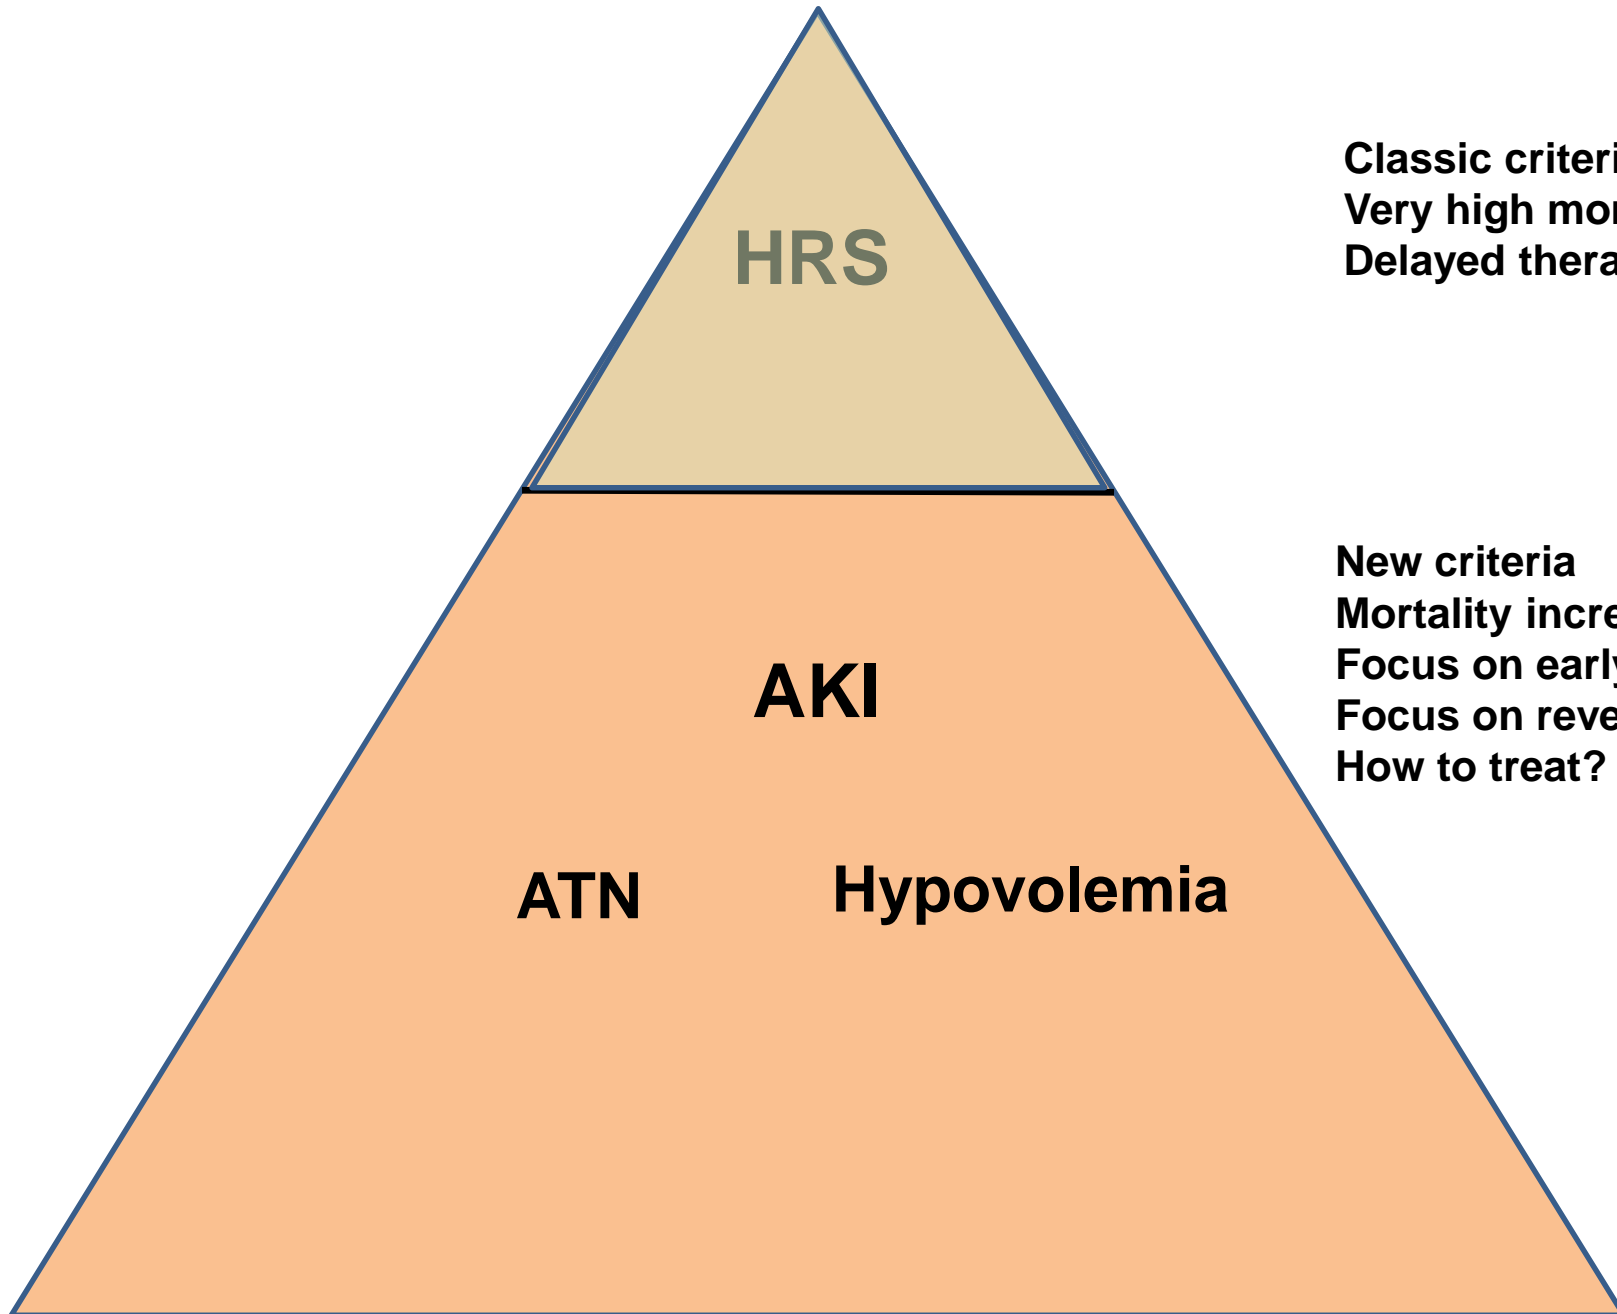 Classic criteri
Very high mor
Delayed thera
HRS
New criteria
Mortality incre
Focus on early
Focus on reve
How to treat?
AKI
ATN
Hypovolemia